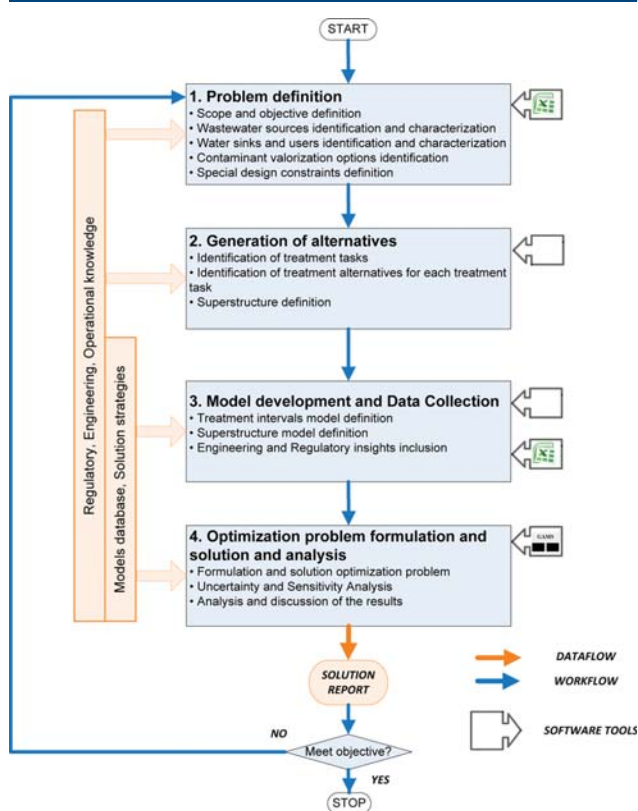 START
1. Problem definition
• Scope and objective definition
• Wastewater sources identification and characterization
• Water sinks and users identification and characterization
• Contaminant valorization options identification
• Special design constraints definition
2. Generation of alternatives
• Identification of treatment tasks
• Identification of treatment alternatives for each treatment
task
• Superstructure definition
Regulatory, Engineering, Operational knowledge
Models database, Solution strategies
3. Model development and Data Collection
• Treatment intervals model definition
• Superstructure model definition
• Engineering and Regulatory insights inclusion
4. Optimization problem formulation and
solution and analysis
• Formulation and solution optimization problem
• Uncertainty and Sensitivity Analysis
• Analysis and discussion of the results
GAMS
SOLUTION
REPORT
DATAFLOW
WORKFLOW
SOFTWARE TOOLS
NO
Meet objective?
YES
STOP